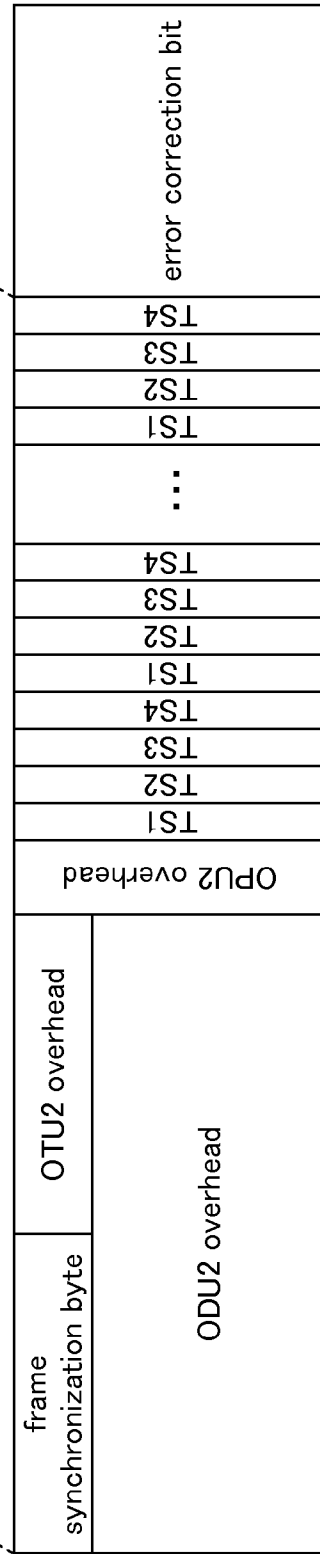 frame
synchronization byte
OTU2 overhead
ODU2 overhead
OPU2 overhead
TS1
TS2
TS3
TS4
TS1
TS2
TS3
TS4
...
TS1
TS2
TS3
TS4
error correction bit